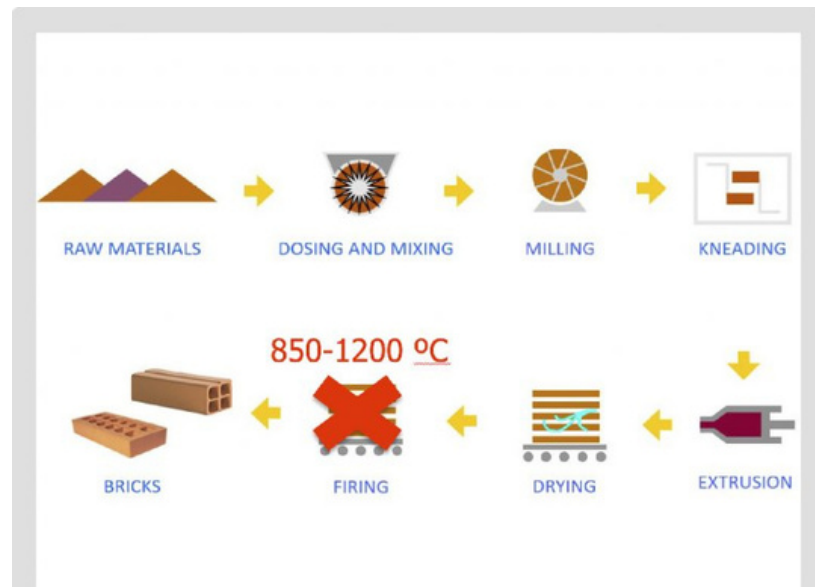 RAW MATERIALS
DOSING AND MIXING
MILLING
KNEADING
850-1200 ºC
BRICKS
FIRING
DRYING
EXTRUSION